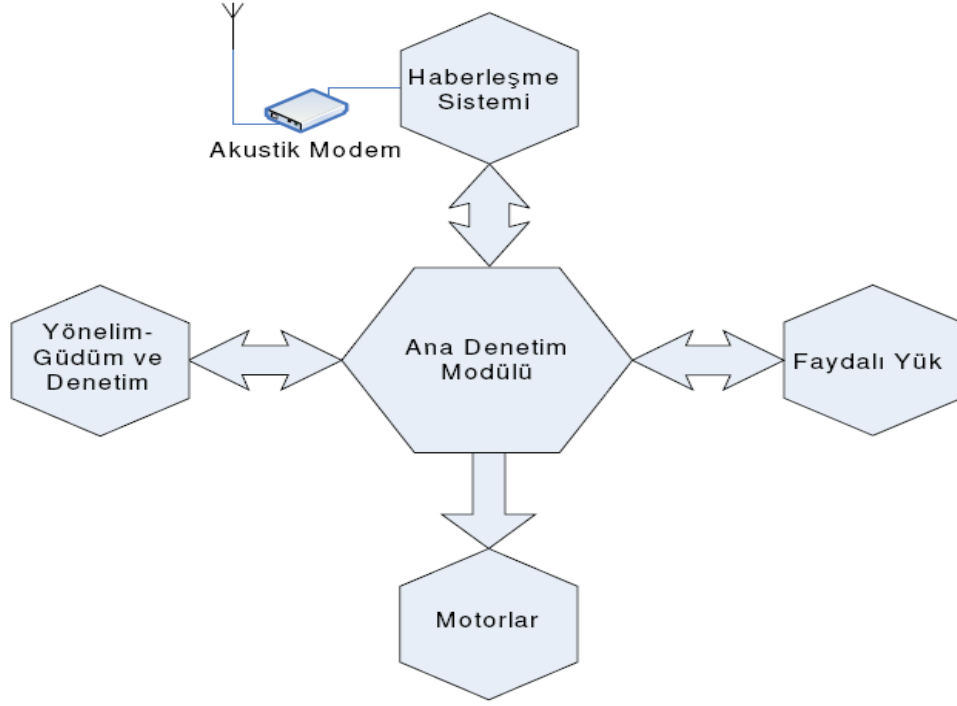 Haberleşme
Sistemi
Akustik Modem
Yönelim-
Güdüm ve
Denetim
Ana Denetim
Modülü
Faydalı Yük
Motorlar